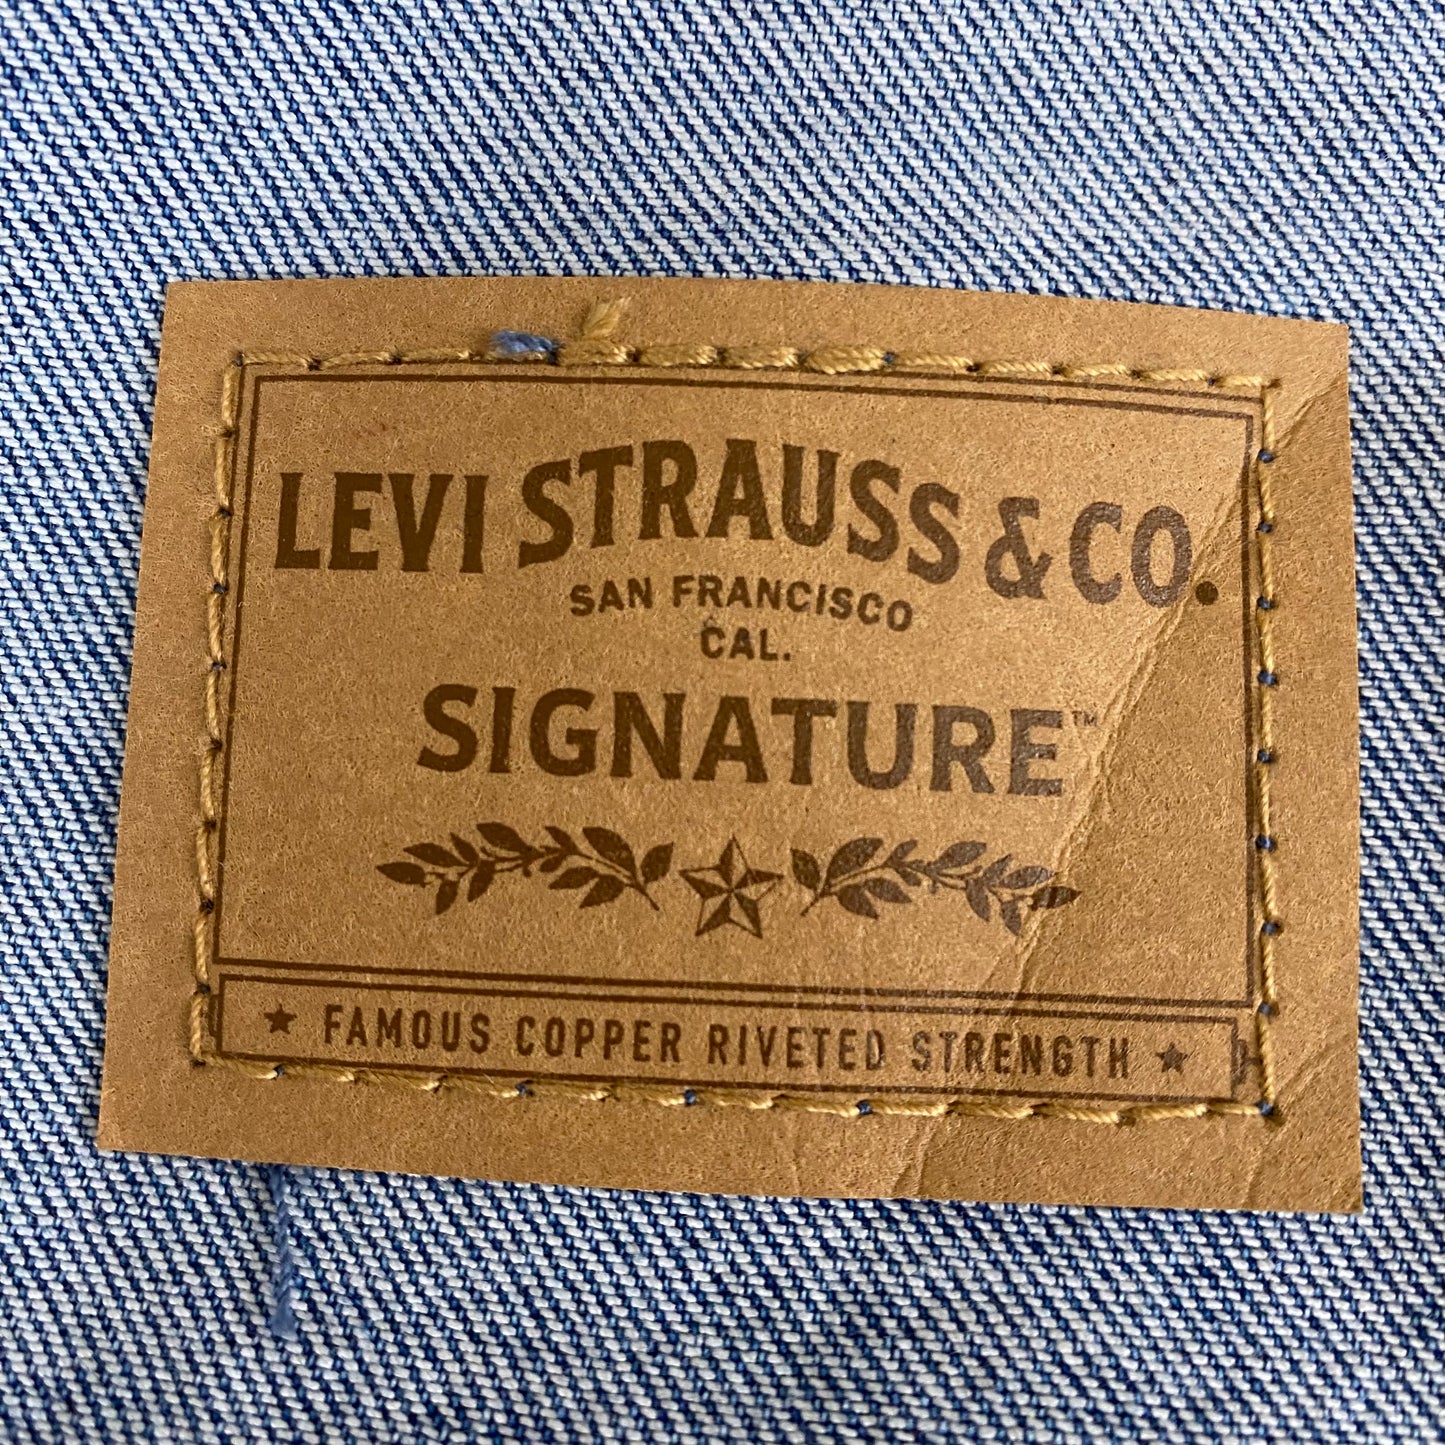 LEVI STRAUSS & CO.
SAN FRANCISCO
CAL.
SIGNATURE™
★ FAMOUS COPPER RIVETED STRENGTH ★